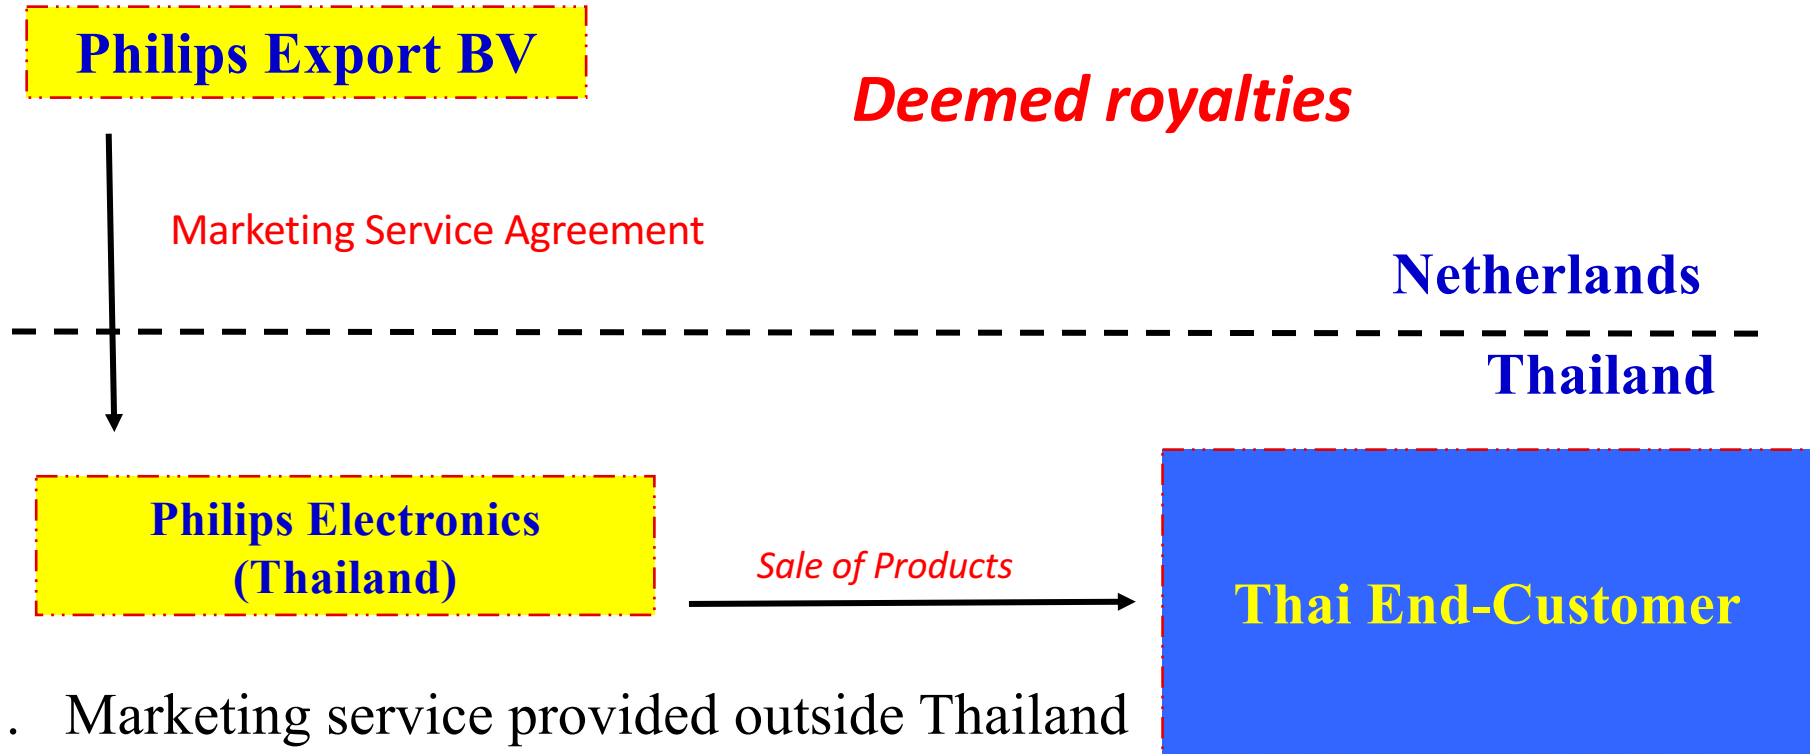 Philips Export BV
Deemed royalties
Marketing Service Agreement
Netherlands
Thailand
Philips Electronics
(Thailand)
Sale of Products
Thai End-Customer
. Marketing service provided outside Thailand